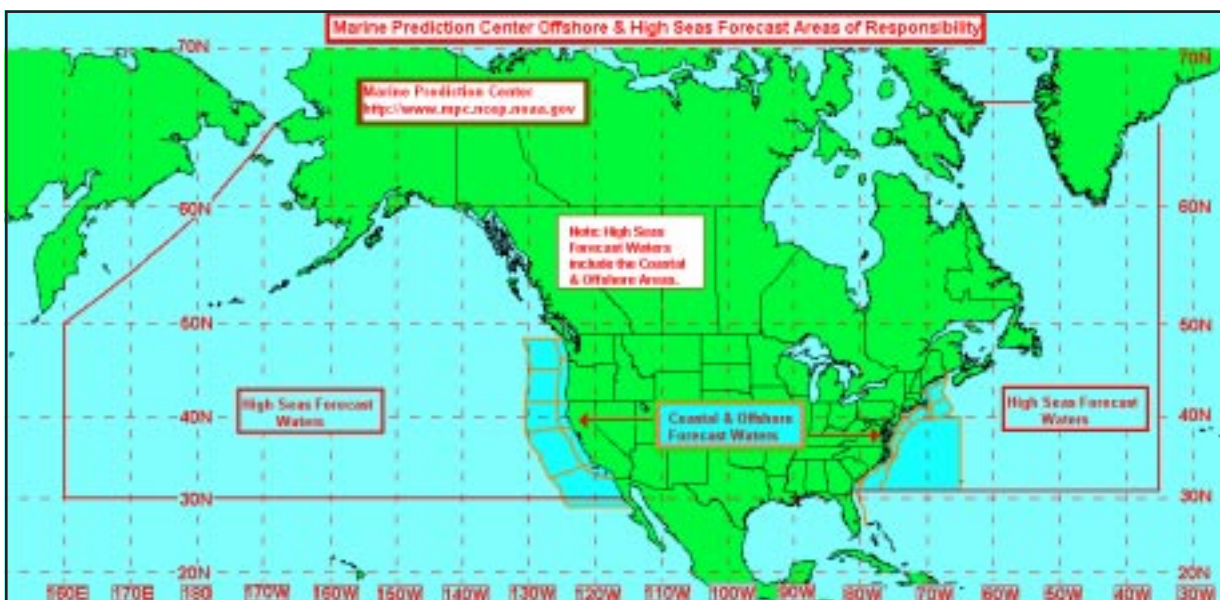 Marine Prediction Center Offshore & High Seas Forecast Areas of Responsibility
70N
70N
Marine Prediction Center
http://www.mpc.ncep.noaa.gov
60N
60N
Note: High Seas
Forecast Waters
include the Coastal
& Offshore Areas.
50N
50N
High Seas Forecast
Waters
40N
Coastal & Offshore
Forecast Waters
High Seas Forecast
Waters
40N
30N
30N
20N
20N
160E 170E 180 170W 160W 150W 140W 130W 120W 110W 100W 90W 80W 70W 60W 50W 40W 30W